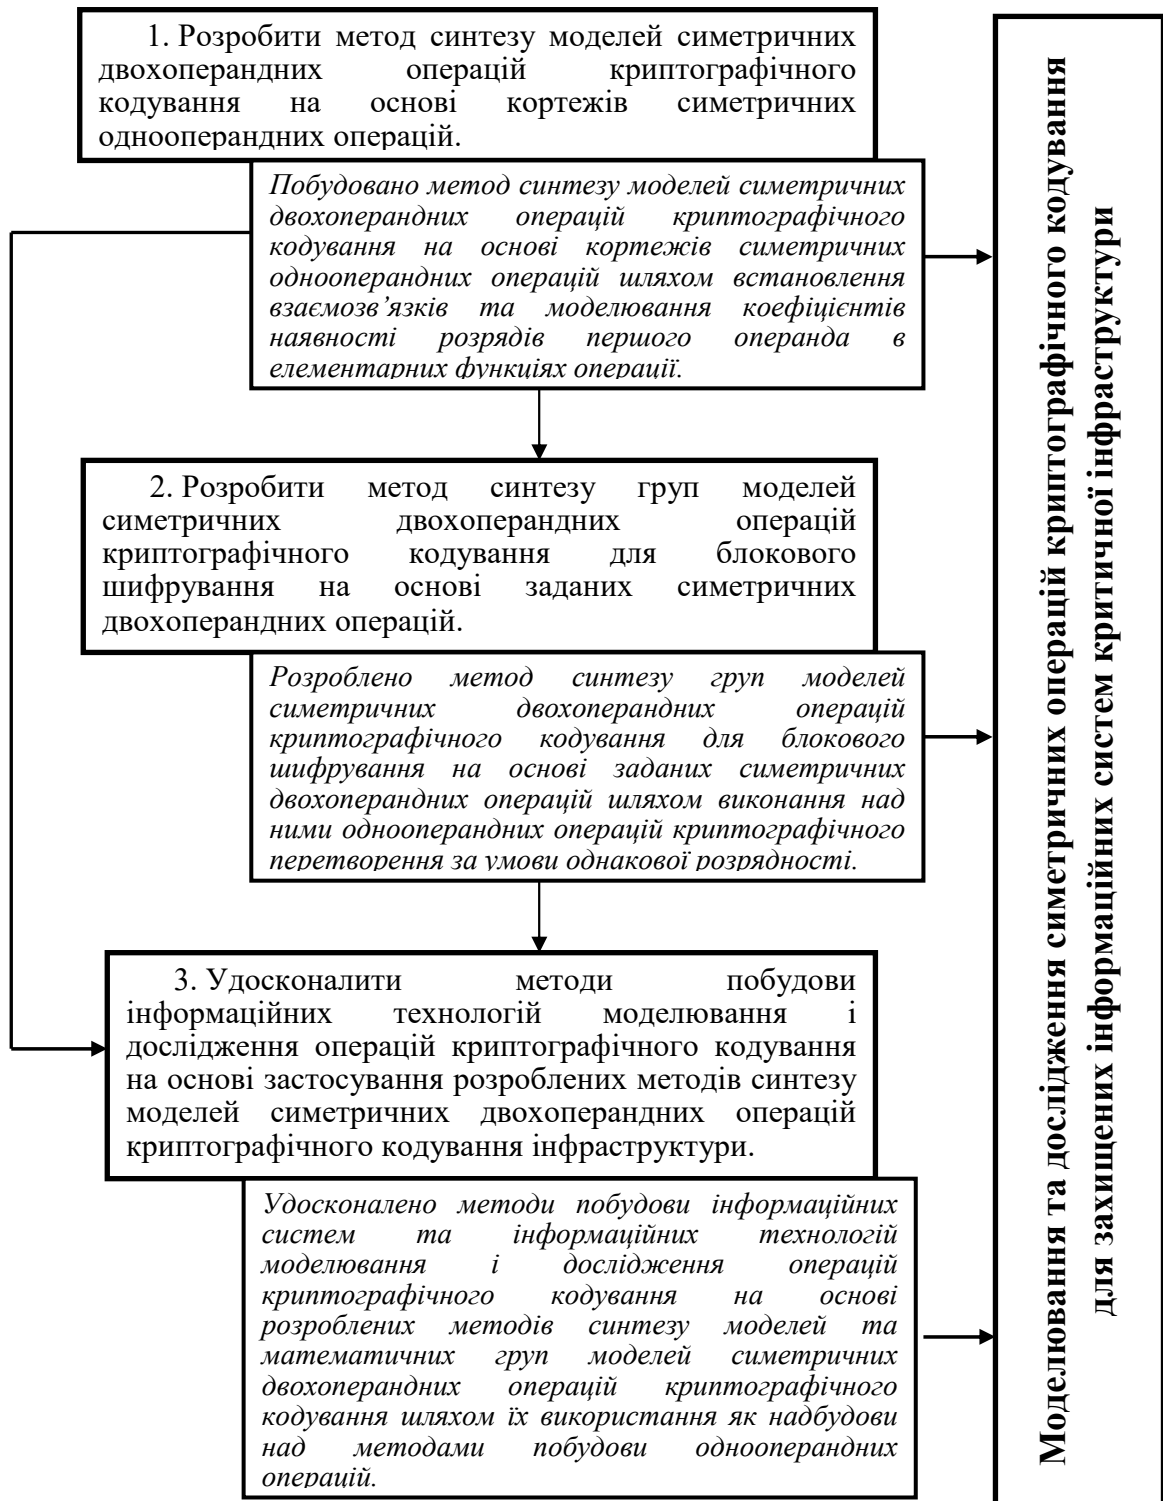 1. Розробити метод синтезу моделей симетричних
двохоперандних операцій криптографічного
кодування на основі кортежів симетричних
однооперандних операцій.
Побудовано метод синтезу моделей симетричних
двохоперандних операцій криптографічного
кодування на основі кортежів симетричних
однооперандних операцій шляхом встановлення
взаємозв’язків та моделювання коефіцієнтів
наявності розрядів першого операнда в
елементарних функціях операції.
2. Розробити метод синтезу груп моделей
симетричних двохоперандних операцій
криптографічного кодування для блокового
шифрування на основі заданих симетричних
двохоперандних операцій.
Розроблено метод синтезу груп моделей
симетричних двохоперандних операцій
криптографічного кодування для блокового
шифрування на основі заданих симетричних
двохоперандних операцій шляхом виконання над
ними однооперандних операцій криптографічного
перетворення за умови однакової розрядності.
3. Удосконалити методи побудови
інформаційних технологій моделювання і
дослідження операцій криптографічного кодування
на основі застосування розроблених методів синтезу
моделей симетричних двохоперандних операцій
криптографічного кодування інфраструктури.
Удосконалено методи побудови інформаційних
систем та інформаційних технологій
моделювання і дослідження операцій
криптографічного кодування на основі
розроблених методів синтезу моделей та
математичних груп моделей симетричних
двохоперандних операцій криптографічного
кодування шляхом їх використання як надбудови
над методами побудови однооперандних
операцій.
Моделювання та дослідження симетричних операцій криптографічного кодування
для захищених інформаційних систем критичної інфраструктури